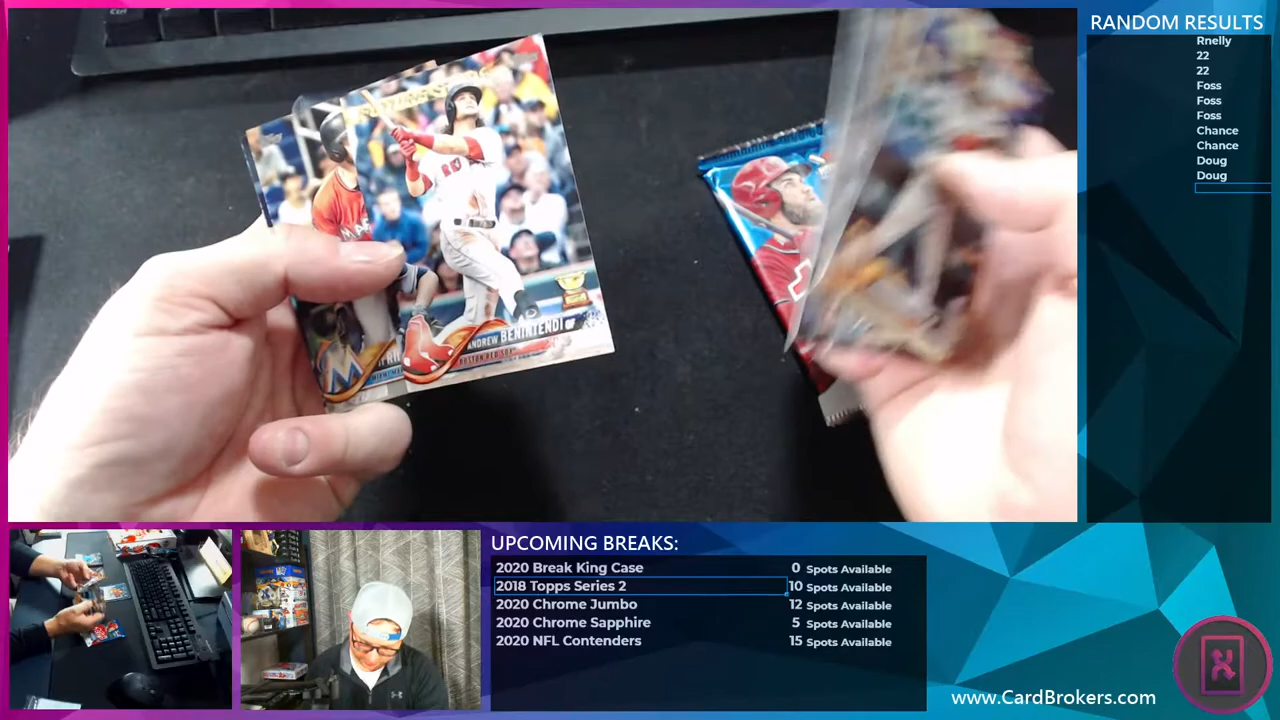 RANDOM RESULTS
Rnelly
22
22
Foss
Foss
Foss
Chance
Chance
Doug
Doug
ANDREW BENINTENDI OF
BOSTON RED SOX
UPCOMING BREAKS:
2020 Break King Case 0 Spots Available
2018 Topps Series 2 10 Spots Available
2020 Chrome Jumbo 12 Spots Available
2020 Chrome Sapphire 5 Spots Available
2020 NFL Contenders 15 Spots Available
www.CardBrokers.com